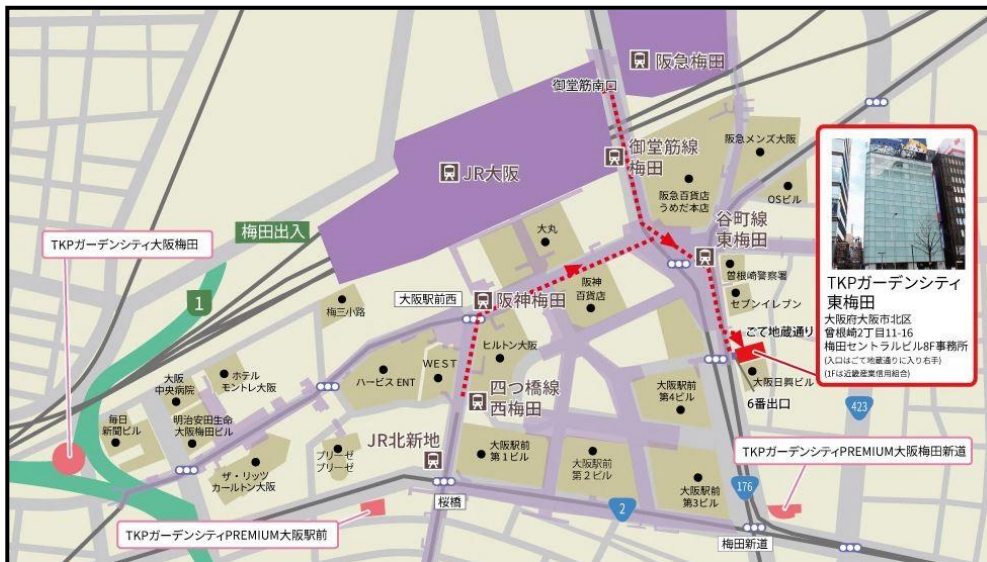 阪急梅田
御堂筋南口
御堂筋線
梅田
阪急メンズ大阪
JR大阪
阪急百貨店
うめだ本店
OSビル
TKPガーデンシティ大阪梅田
梅田出入
大丸
谷町線
東梅田
1
大阪駅前西
阪神梅田
阪神
百貨店
曽根崎警察署
セブンイレブン
梅三小路
ごて地蔵通り
TKPガーデンシティ
東梅田
大阪府大阪市北区
曾根崎2丁目11-16
梅田セントラルビル8F事務所
(入口はごて地蔵通りに入り右手)
(1Fは近畿産業信用組合)
ヒルトン大阪
WEST
ハービス ENT
ホテル
モントレ大阪
大阪
中央病院
四つ橋線
西梅田
大阪駅前
第4ビル
大阪日興ビル
6番出口
423
毎日
新聞ビル
明治安田生命
大阪梅田ビル
ブリーゼ
ブリーゼ
JR北新地
大阪駅前
第1ビル
大阪駅前
第2ビル
TKPガーデンシティPREMIUM大阪梅田新道
ザ・リッツ
カールトン大阪
大阪駅前
第3ビル
176
桜橋
2
TKPガーデンシティPREMIUM大阪駅前
梅田新道